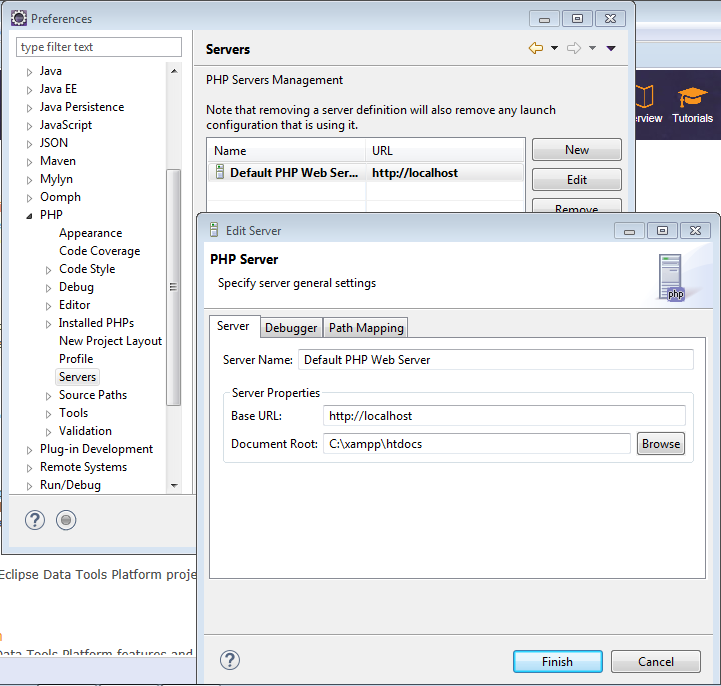 Preferences
type filter text
Java
Java EE
Java Persistence
JavaScript
JSON
Maven
Mylyn
Oomph
PHP
Appearance
Code Coverage
Code Style
Debug
Editor
Installed PHPs
New Project Layout
Profile
Servers
Source Paths
Tools
Validation
Plug-in Development
Remote Systems
Run/Debug
Servers
PHP Servers Management
Note that removing a server definition will also remove any launch
configuration that is using it.
Name URL
Default PHP Web Ser... http://localhost
New
Edit
Remove
rview Tutorials
Edit Server
PHP Server
Specify server general settings
php
Server Debugger Path Mapping
Server Name: Default PHP Web Server
Server Properties
Base URL: http://localhost
Document Root: C:\xampp\htdocs Browse
Finish Cancel
Eclipse Data Tools Platform proje
Data Tools Platform features and